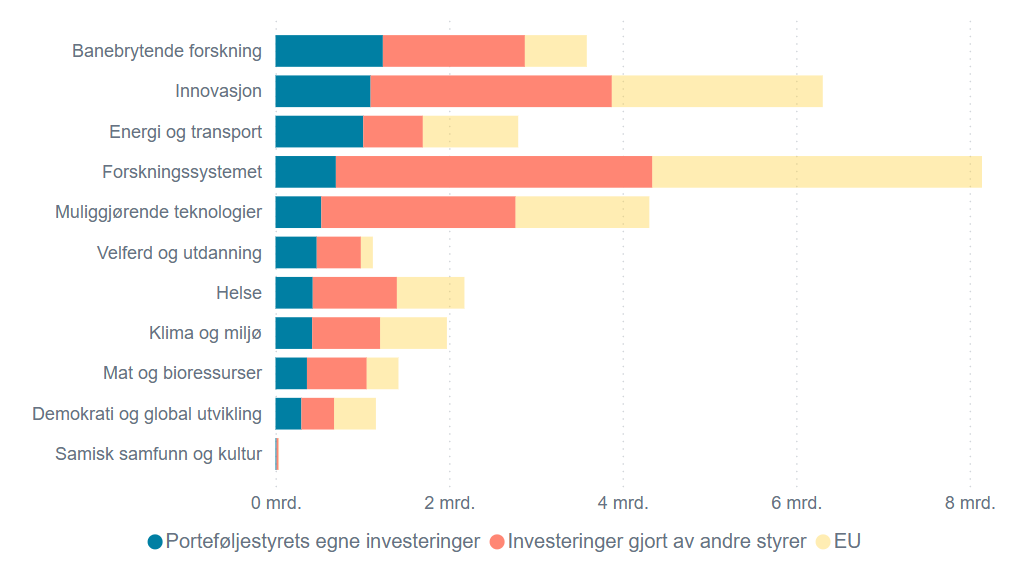 Banebrytende forskning
Innovasjon
Energi og transport
Forskningssystemet
Muliggjørende teknologier
Velferd og utdanning
Helse
Klima og miljø
Mat og bioressurser
Demokrati og global utvikling
Samisk samfunn og kultur
0 mrd. 2 mrd. 4 mrd. 6 mrd. 8 mrd.
Porteføljestyrets egne investeringer Investeringer gjort av andre styrer EU